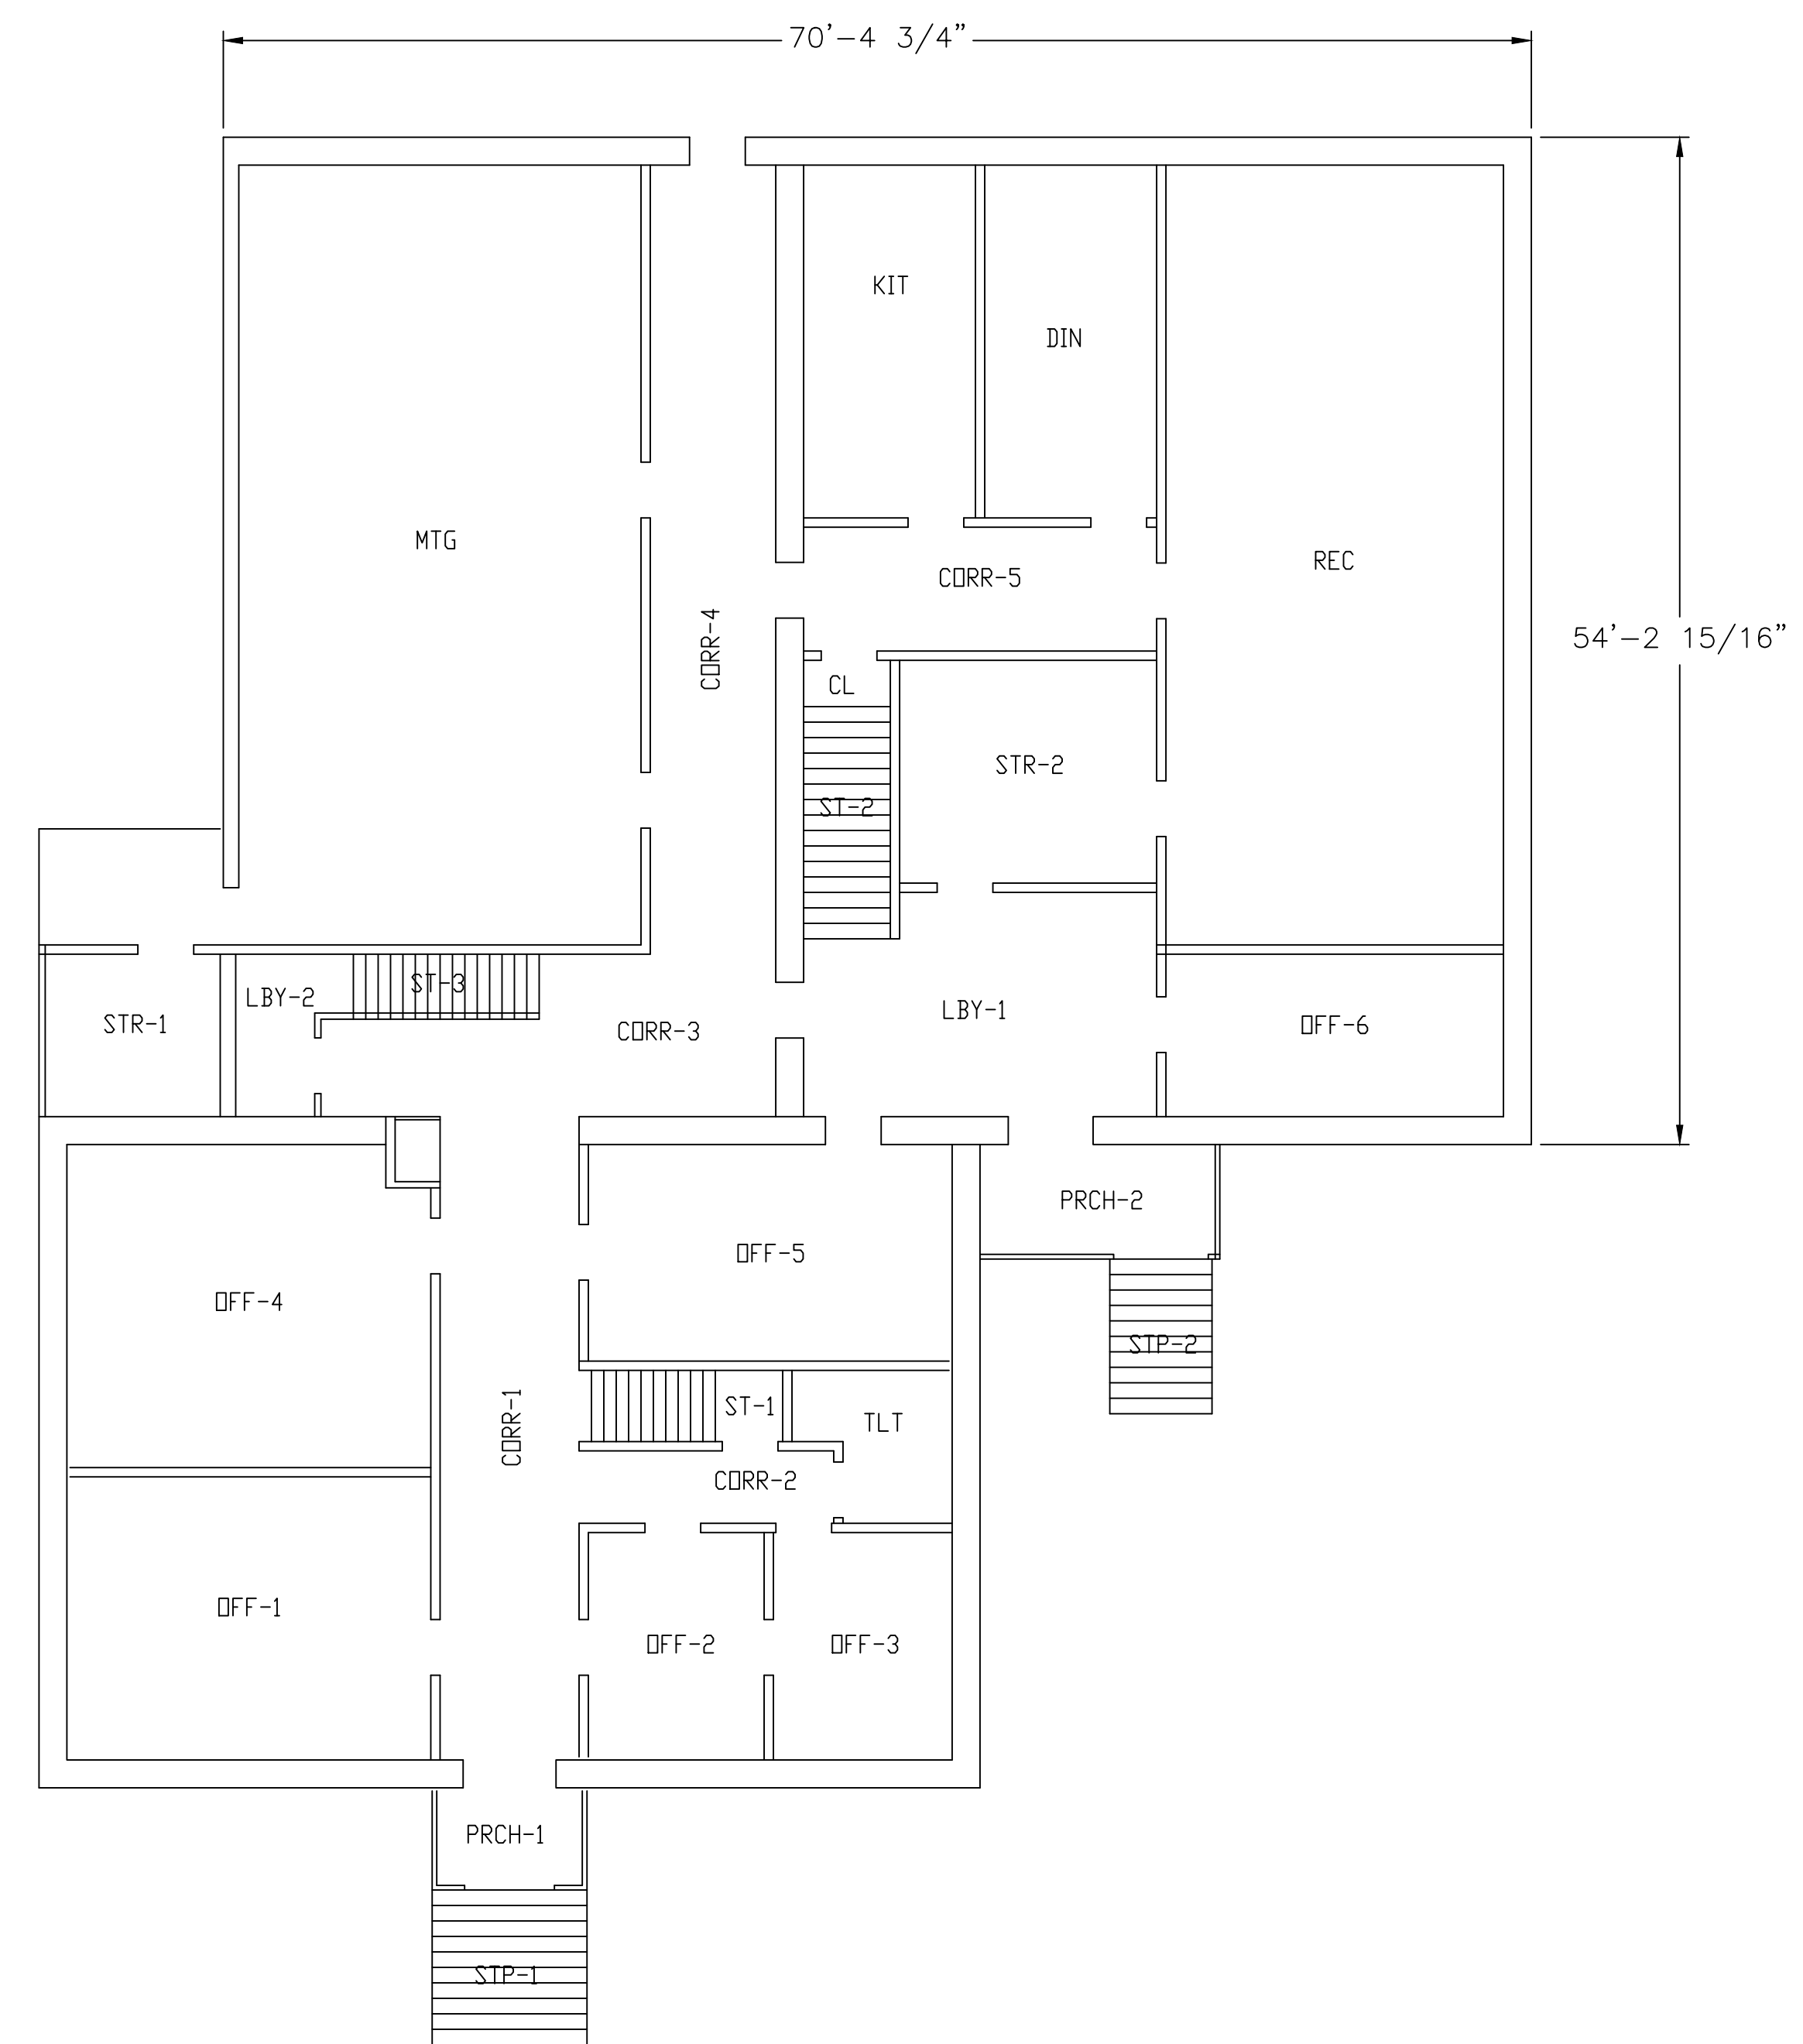 70'-4 3/4"
KIT
DIN
MTG
REC
CORR-5
CORR-4
54'-2 15/16"
CL
STR-2
ST-2
ST-3
LBY-2
LBY-1
STR-1
CORR-3
OFF-6
PRCH-2
OFF-5
OFF-4
STP-2
ST-1
TLT
CORR-1
CORR-2
OFF-1
OFF-2
OFF-3
PRCH-1
STP-1